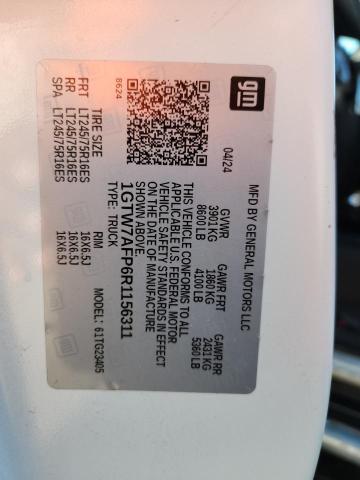 gm
MFD BY GENERAL MOTORS LLC
04/24
GVWR GAWR FRT GAWR RR
3901 KG 1860 KG 2431 KG
8600 LB 4100 LB 5360 LB
THIS VEHICLE CONFORMS TO ALL
APPLICABLE U.S. FEDERAL MOTOR
VEHICLE SAFETY STANDARDS IN EFFECT
ON THE DATE OF MANUFACTURE
SHOWN ABOVE.
1GTW7AFP6R1156311
TYPE: TRUCK
8624
MODEL: 61TG23405
TIRE SIZE RIM
FRT LT245/75R16ES 16X6.5J
RR LT245/75R16ES 16X6.5J
SPA LT245/75R16ES 16X6.5J